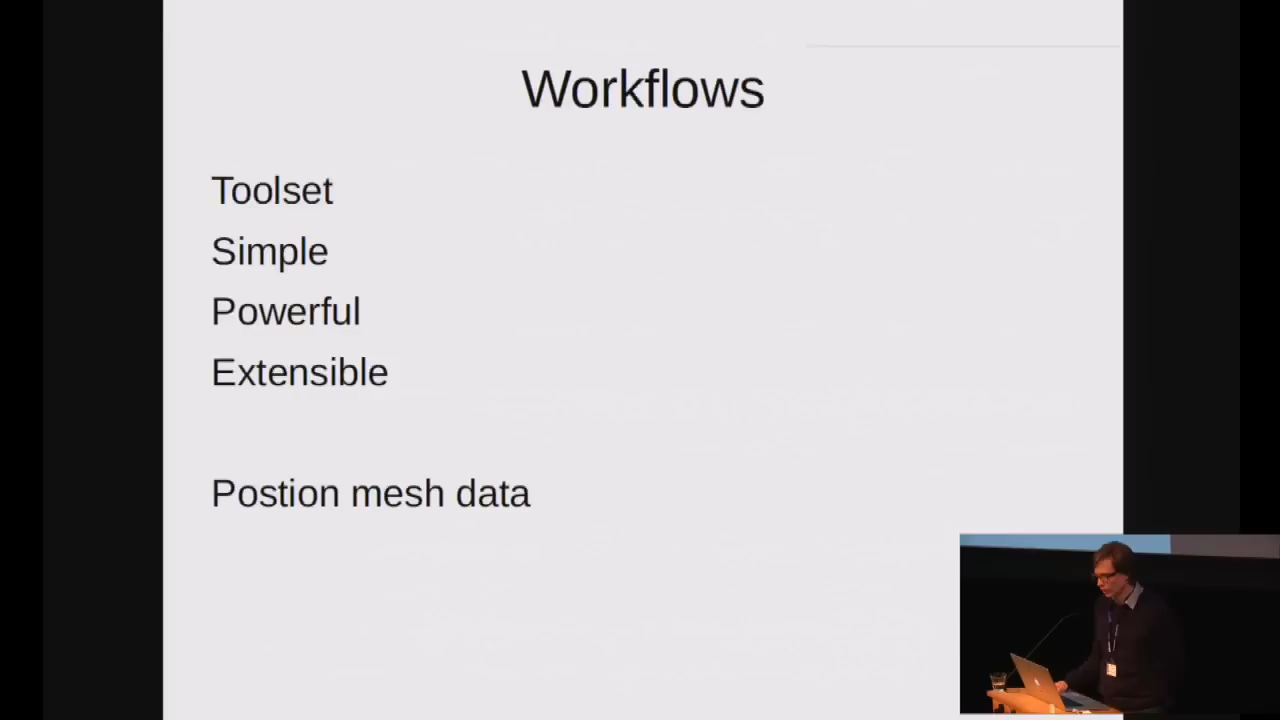 Workflows
Toolset
Simple
Powerful
Extensible
Postion mesh data